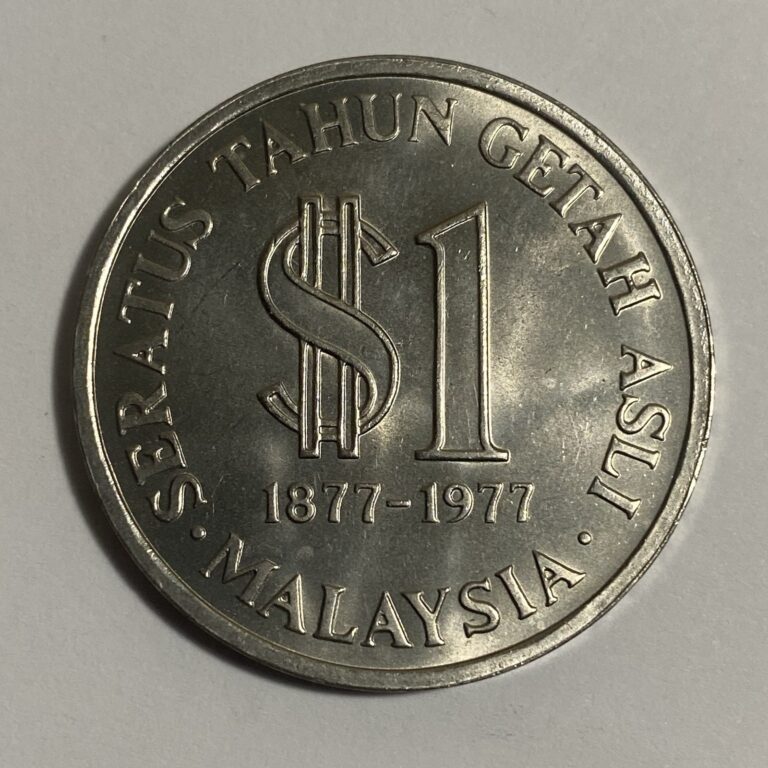 SERATUS TAHUN GETAH ASLI
$1
1877-1977
· MALAYSIA ·